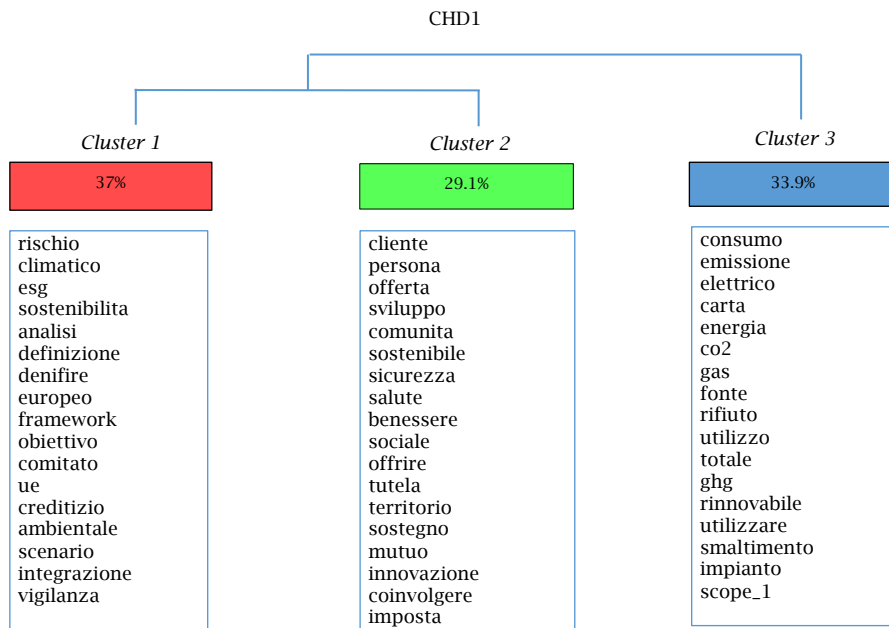 CHD1
Cluster 1
37%
rischio
climatico
esg
sostenibilita
analisi
definizione
denifire
europeo
framework
obiettivo
comitato
ue
creditizio
ambientale
scenario
integrazione
vigilanza
Cluster 2
29.1%
cliente
persona
offerta
sviluppo
comunita
sostenibile
sicurezza
salute
benessere
sociale
offrire
tutela
territorio
sostegno
mutuo
innovazione
coinvolgere
imposta
Cluster 3
33.9%
consumo
emissione
elettrico
carta
energia
co2
gas
fonte
rifiuto
utilizzo
totale
ghg
rinnovabile
utilizzare
smaltimento
impianto
scope_1